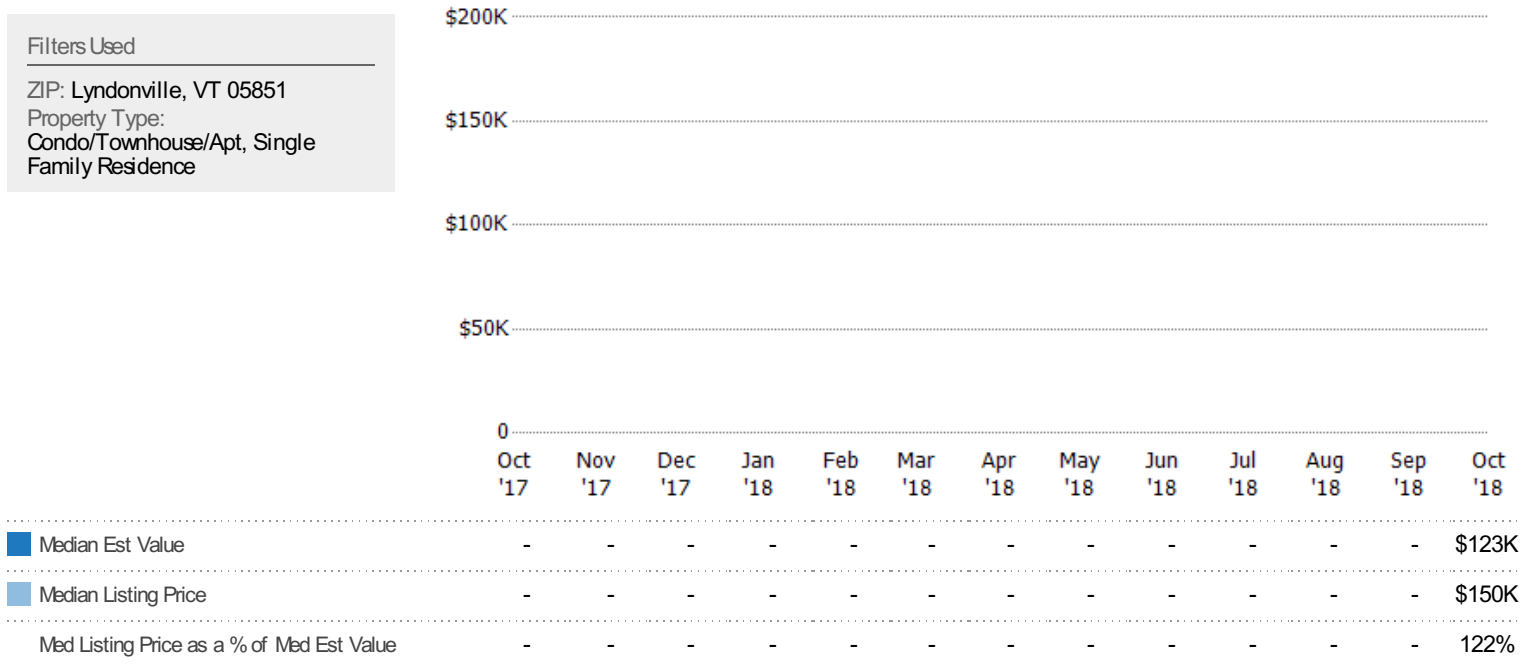 Filters Used
ZIP: Lyndonville, VT 05851
Property Type:
Condo/Townhouse/Apt, Single
Family Residence
$200K
$150K
$100K
$50K
0
Oct Nov Dec Jan Feb Mar Apr May Jun Jul Aug Sep Oct
'17 '17 '17 '18 '18 '18 '18 '18 '18 '18 '18 '18 '18
Median Est Value - - - - - - - - - - - - $123K
Median Listing Price - - - - - - - - - - - - $150K
Med Listing Price as a % of Med Est Value - - - - - - - - - - - - 122%